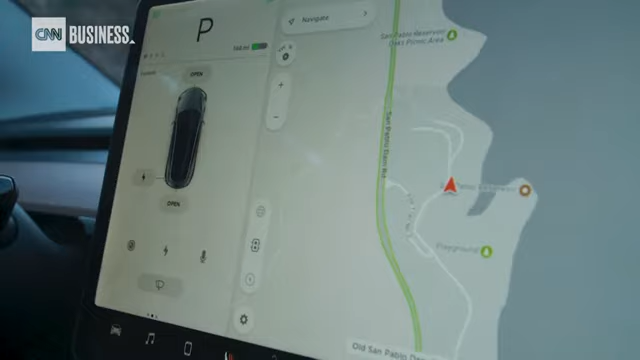 CNN BUSINESS
P
Navigate
OPEN
OPEN
San Pablo Reservoir
Oaks Picnic Area
San Pablo Dam Rd
Playground
Old San Pablo Dam